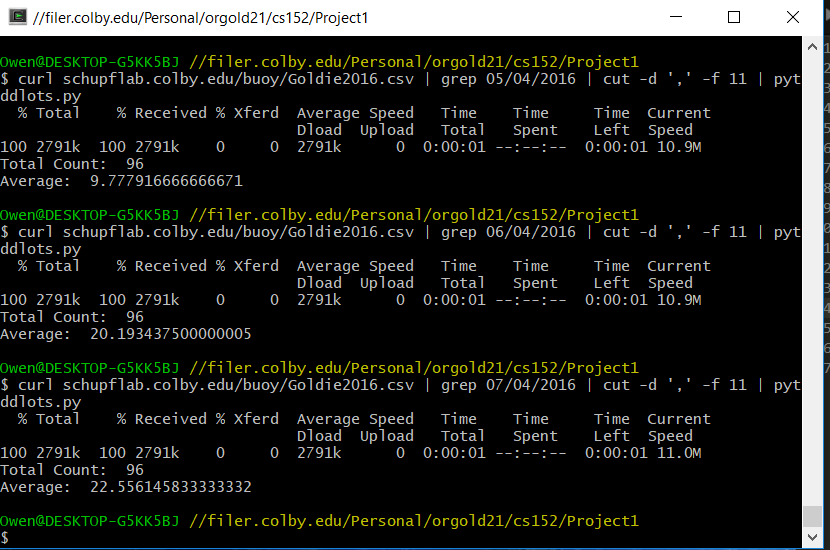 //filer.colby.edu/Personal/orgold21/cs152/Project1
Owen@DESKTOP-G5KK5BJ //filer.colby.edu/Personal/orgold21/cs152/Project1
$ curl schupflab.colby.edu/buoy/Goldie2016.csv | grep 05/04/2016 | cut -d ',' -f 11 | pyt
ddlots.py
% Total % Received % Xferd Average Speed Time Time Time Current
Dload Upload Total Spent Left Speed
100 2791k 100 2791k 0 0 2791k 0 0:00:01 --:--:-- 0:00:01 10.9M
Total Count: 96
Average: 9.777916666666671
Owen@DESKTOP-G5KK5BJ //filer.colby.edu/Personal/orgold21/cs152/Project1
$ curl schupflab.colby.edu/buoy/Goldie2016.csv | grep 06/04/2016 | cut -d ',' -f 11 | pyt
ddlots.py
% Total % Received % Xferd Average Speed Time Time Time Current
Dload Upload Total Spent Left Speed
100 2791k 100 2791k 0 0 2791k 0 0:00:01 --:--:-- 0:00:01 10.9M
Total Count: 96
Average: 20.193437500000005
Owen@DESKTOP-G5KK5BJ //filer.colby.edu/Personal/orgold21/cs152/Project1
$ curl schupflab.colby.edu/buoy/Goldie2016.csv | grep 07/04/2016 | cut -d ',' -f 11 | pyt
ddlots.py
% Total % Received % Xferd Average Speed Time Time Time Current
Dload Upload Total Spent Left Speed
100 2791k 100 2791k 0 0 2791k 0 0:00:01 --:--:-- 0:00:01 11.0M
Total Count: 96
Average: 22.556145833333332
Owen@DESKTOP-G5KK5BJ //filer.colby.edu/Personal/orgold21/cs152/Project1
$